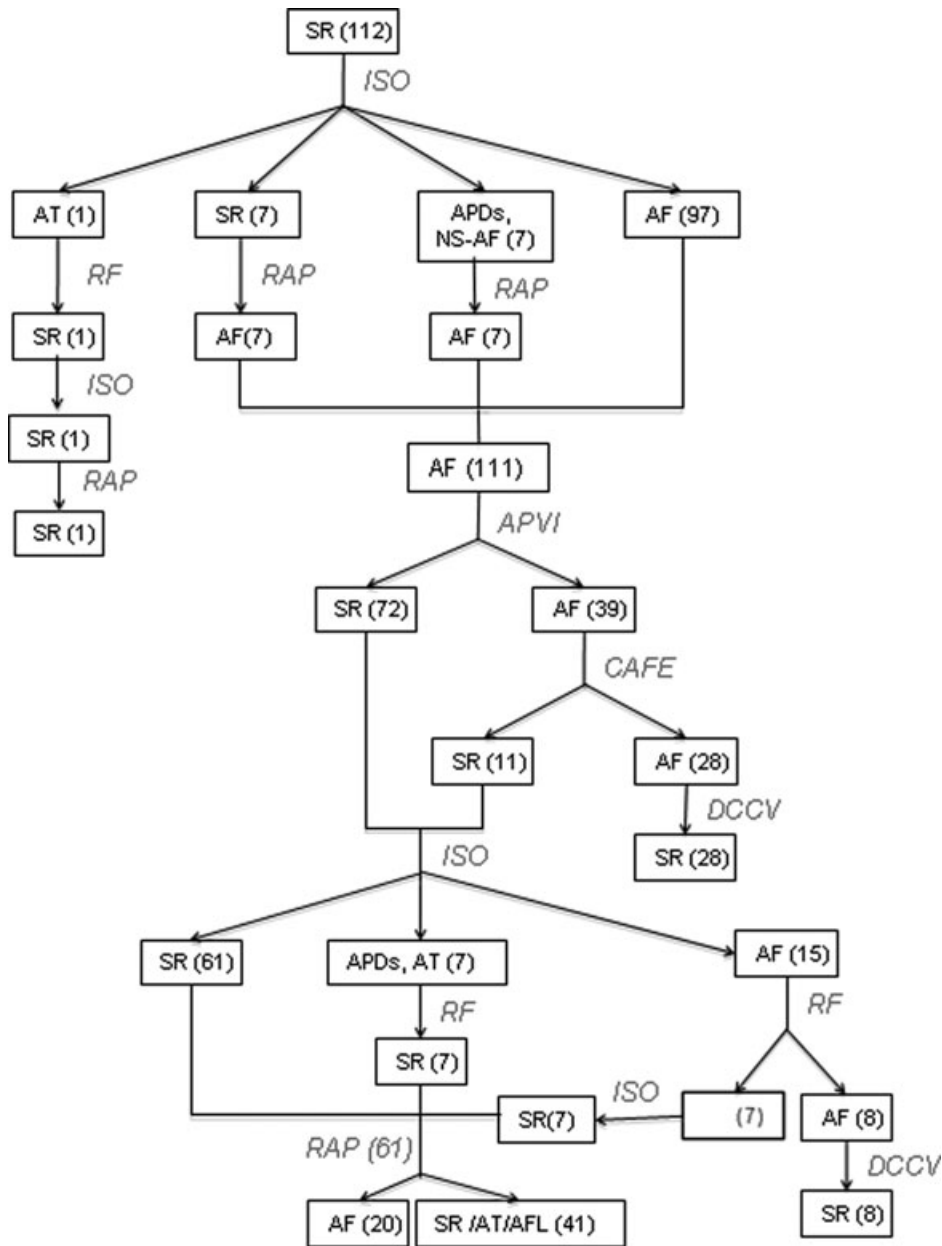 SR (112)
ISO
AT (1)
SR (7)
APDs,
NS-AF (7)
AF (97)
RF
RAP
RAP
SR (1)
AF(7)
AF (7)
ISO
SR (1)
RAP
SR (1)
AF (111)
APVI
SR (72)
AF (39)
CAFE
SR (11)
AF (28)
DCCV
SR (28)
ISO
SR (61)
APDs, AT (7)
AF (15)
RF
RF
SR (7)
SR(7)
ISO
(7)
AF (8)
RAP (61)
DCCV
AF (20)
SR /AT/AFL (41)
SR (8)